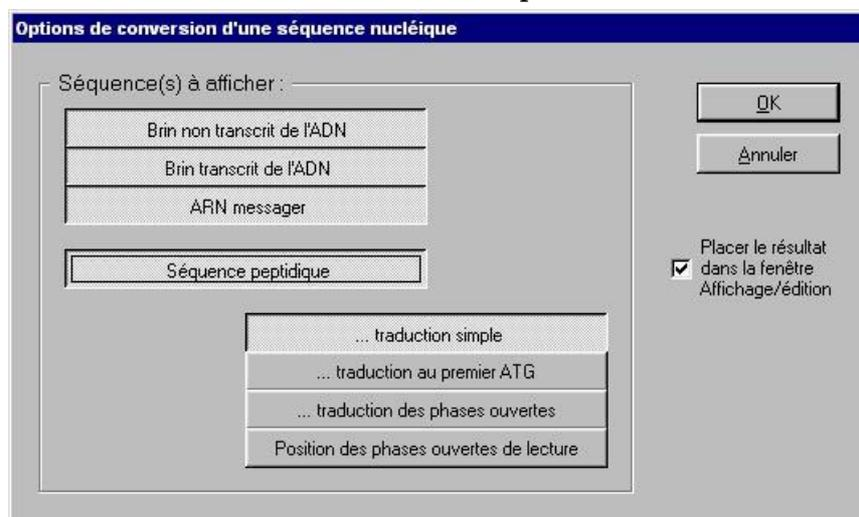 Options de conversion d'une séquence nucléique
Séquence(s) à afficher :
Brin non transcrit de l'ADN
Brin transcrit de l'ADN
ARN messager
Séquence peptidique
... traduction simple
... traduction au premier ATG
... traduction des phases ouvertes
Position des phases ouvertes de lecture
OK
Annuler
Placer le résultat
dans la fenêtre
Affichage/édition